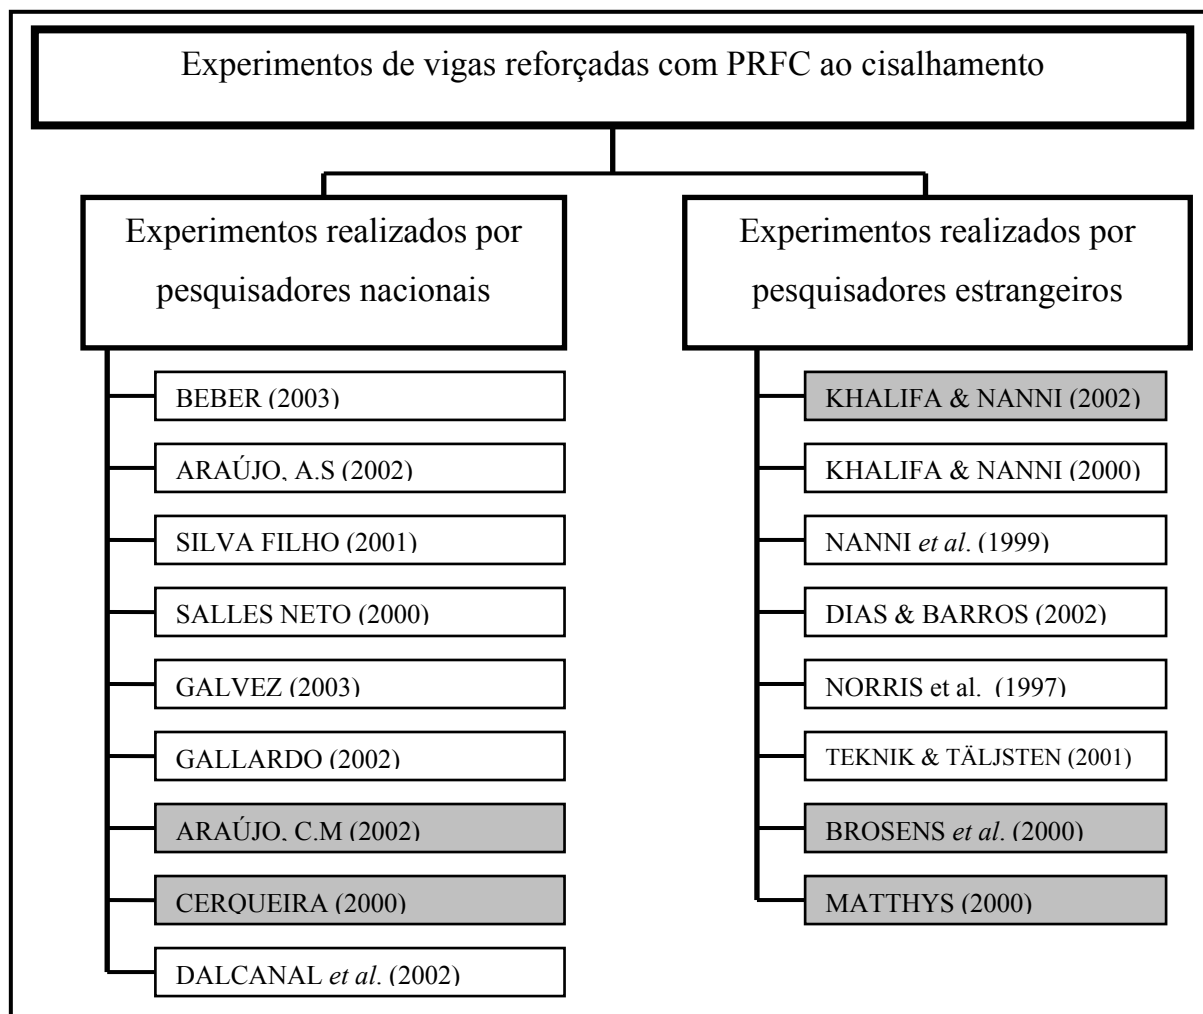 Experimentos de vigas reforçadas com PRFC ao cisalhamento
Experimentos realizados por
pesquisadores nacionais
BEBER (2003)
ARAÚJO, A.S (2002)
SILVA FILHO (2001)
SALLES NETO (2000)
GALVEZ (2003)
GALLARDO (2002)
ARAÚJO, C.M (2002)
CERQUEIRA (2000)
DALCANAL et al. (2002)
Experimentos realizados por
pesquisadores estrangeiros
KHALIFA & NANNI (2002)
KHALIFA & NANNI (2000)
NANNI et al. (1999)
DIAS & BARROS (2002)
NORRIS et al. (1997)
TEKNIK & TÄLJSTEN (2001)
BROSENS et al. (2000)
MATTHYS (2000)